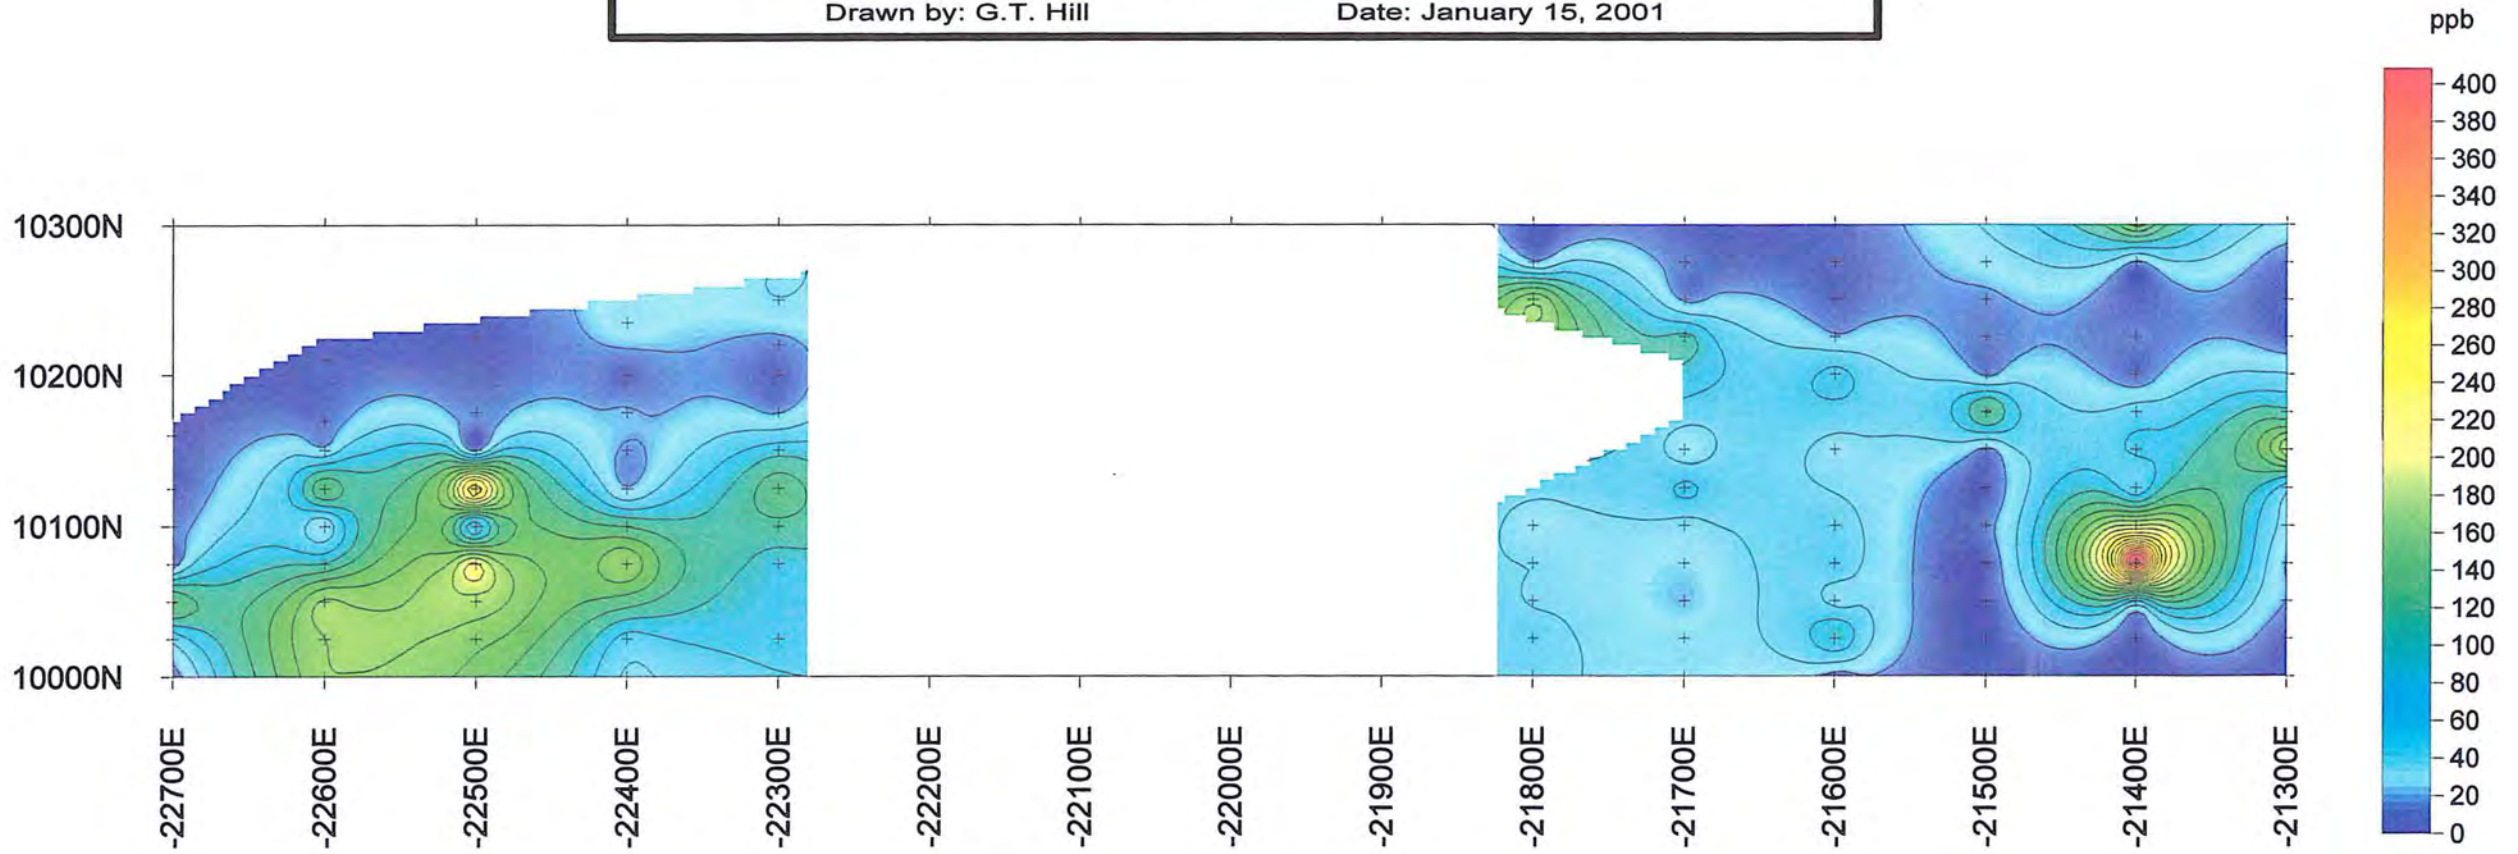 Drawn by: G.T. Hill Date: January 15, 2001
ppb
400
380
360
340
320
300
280
260
240
220
200
180
160
140
120
100
80
60
40
20
0
10300N
10200N
10100N
10000N
-22700E
-22600E
-22500E
-22400E
-22300E
-22200E
-22100E
-22000E
-21900E
-21800E
-21700E
-21600E
-21500E
-21400E
-21300E